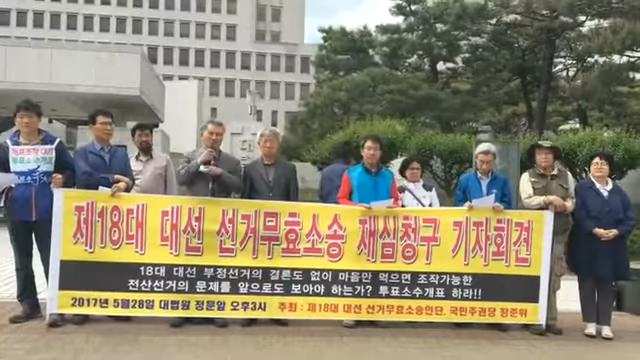 제18대 대선 선거무효소송 재심청구 기자회견
18대 대선 부정선거의 결론도 없이 마음만 먹으면 조작가능한
전산선거의 문제를 앞으로도 보아야 하는가? 투표소수개표 하라!!
2017년 5월28일 대법원 정문앞 오후3시 주최 : 제18대 대선 선거무효소송인단, 국민주권당 창준위
투표소수개표